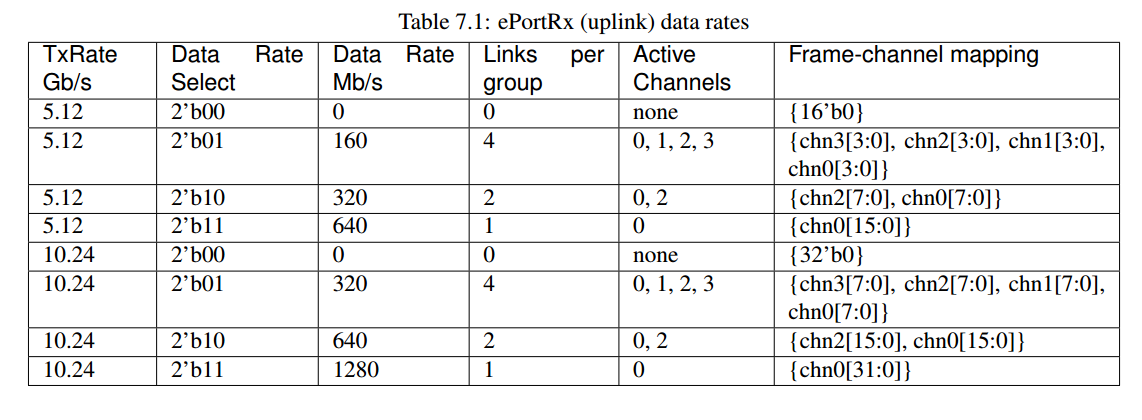 Table 7.1: ePortRx (uplink) data rates
TxRate Gb/s | Data Rate Select | Data Rate Mb/s | Links per group | Active Channels | Frame-channel mapping
5.12 | 2’b00 | 0 | 0 | none | {16’b0}
5.12 | 2’b01 | 160 | 4 | 0, 1, 2, 3 | {chn3[3:0], chn2[3:0], chn1[3:0], chn0[3:0]}
5.12 | 2’b10 | 320 | 2 | 0, 2 | {chn2[7:0], chn0[7:0]}
5.12 | 2’b11 | 640 | 1 | 0 | {chn0[15:0]}
10.24 | 2’b00 | 0 | 0 | none | {32’b0}
10.24 | 2’b01 | 320 | 4 | 0, 1, 2, 3 | {chn3[7:0], chn2[7:0], chn1[7:0], chn0[7:0]}
10.24 | 2’b10 | 640 | 2 | 0, 2 | {chn2[15:0], chn0[15:0]}
10.24 | 2’b11 | 1280 | 1 | 0 | {chn0[31:0]}